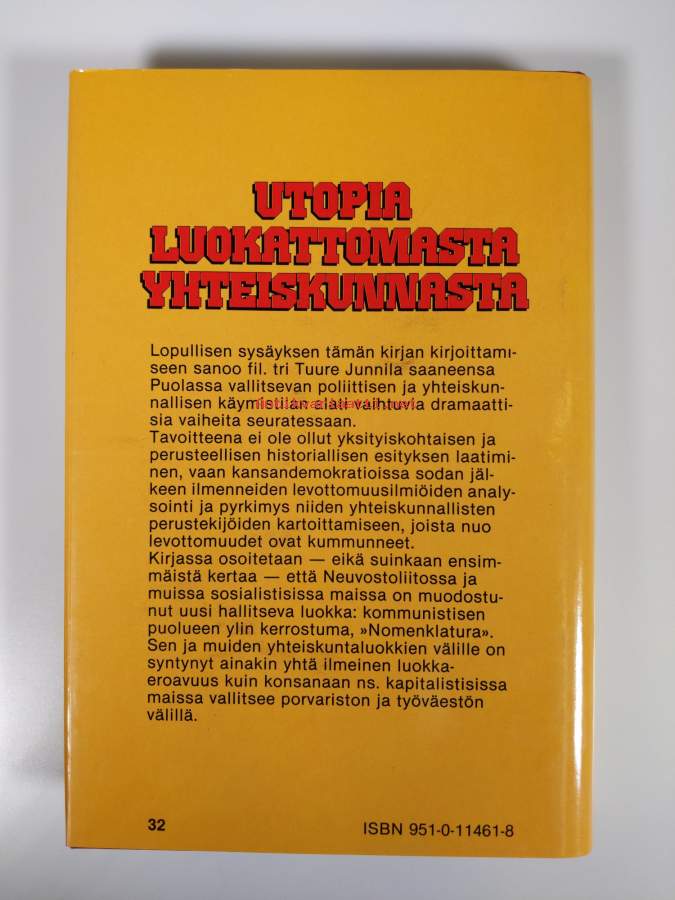 UTOPIA
LUOKATTOMASTA
YHTEISKUNNASTA
Lopullisen sysäyksen tämän kirjan kirjoittami-
seen sanoo fil. tri Tuure Junnila saaneensa
Puolassa vallitsevan poliittisen ja yhteiskun-
nallisen käymistilan alati vaihtuvia dramaatti-
sia vaiheita seuratessaan.
Tavoitteena ei ole ollut yksityiskohtaisen ja
perusteellisen historiallisen esityksen laatimi-
nen, vaan kansandemokratioissa sodan jäl-
keen ilmenneiden levottomuusilmiöiden analy-
sointi ja pyrkimys niiden yhteiskunnallisten
perustekijöiden kartoittamiseen, joista nuo
levottomuudet ovat kummunneet.
Kirjassa osoitetaan — eikä suinkaan ensim-
mäistä kertaa — että Neuvostoliitossa ja
muissa sosialistisissa maissa on muodostu-
nut uusi hallitseva luokka: kommunistisen
puolueen ylin kerrostuma, »Nomenklatura».
Sen ja muiden yhteiskuntaluokkien välille on
syntynyt ainakin yhtä ilmeinen luokka-
eroavuus kuin konsanaan ns. kapitalistisissa
maissa vallitsee porvariston ja työväestön
välillä.
32
ISBN 951-0-11461-8